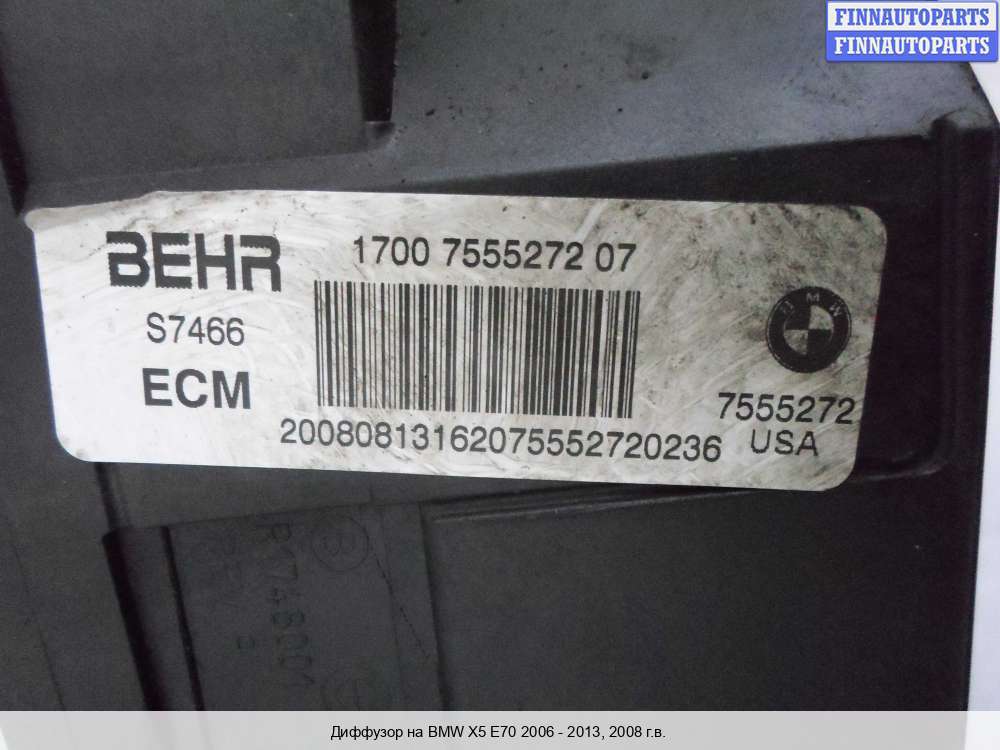 FINNAUTOPARTS
FINNAUTOPARTS
BEHR
1700 7555272 07
S7466
ECM
BMW
7555272
USA
20080813162075552720236
Диффузор на BMW X5 E70 2006 - 2013, 2008 г.в.